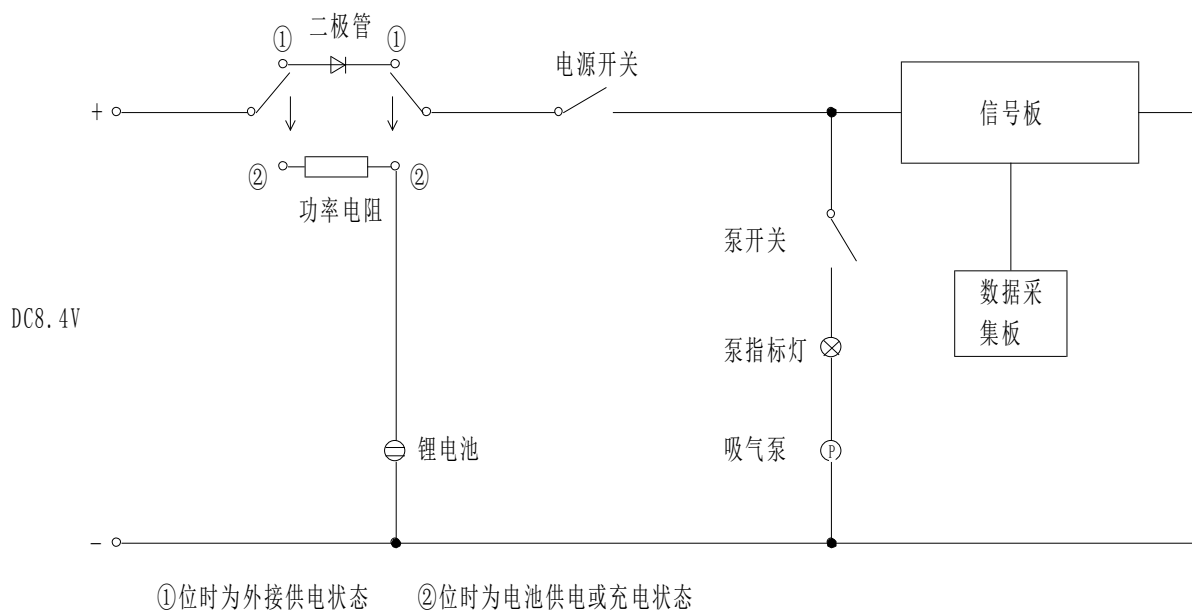 二极管
① ①
电源开关
+
信号板
② ②
功率电阻
泵开关
数据采
集板
DC8.4V
泵指标灯
锂电池
吸气泵
P
-
①位时为外接供电状态 ②位时为电池供电或充电状态